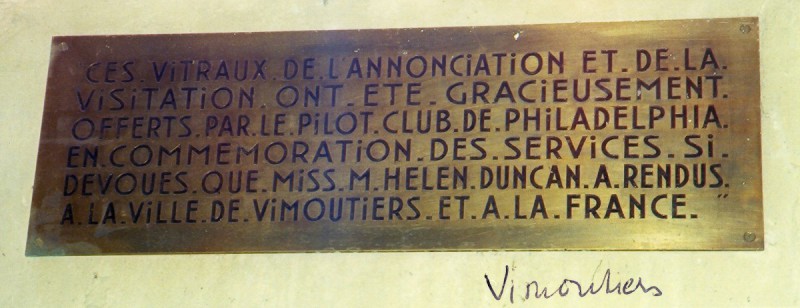 CES.ViTRAUX.DE.L'ANNONCiATiON ET.DE.LA.
ViSiTATiON.ONT.ETE.GRACiEUSEMENT.
OFFERTS.PAR.LE.PiLOT.CLUB.DE.PHiLADELPHiA.
EN.COMMEMORATiON.DES.SERViCES.Si.
DEVOUES.QUE.MiSS.M.HELEN.DUNCAN.A.RENDUS.
A.LA.ViLLE.DE.ViMOUTiERS.ET.A.LA.FRANCE."
Vimoutiers